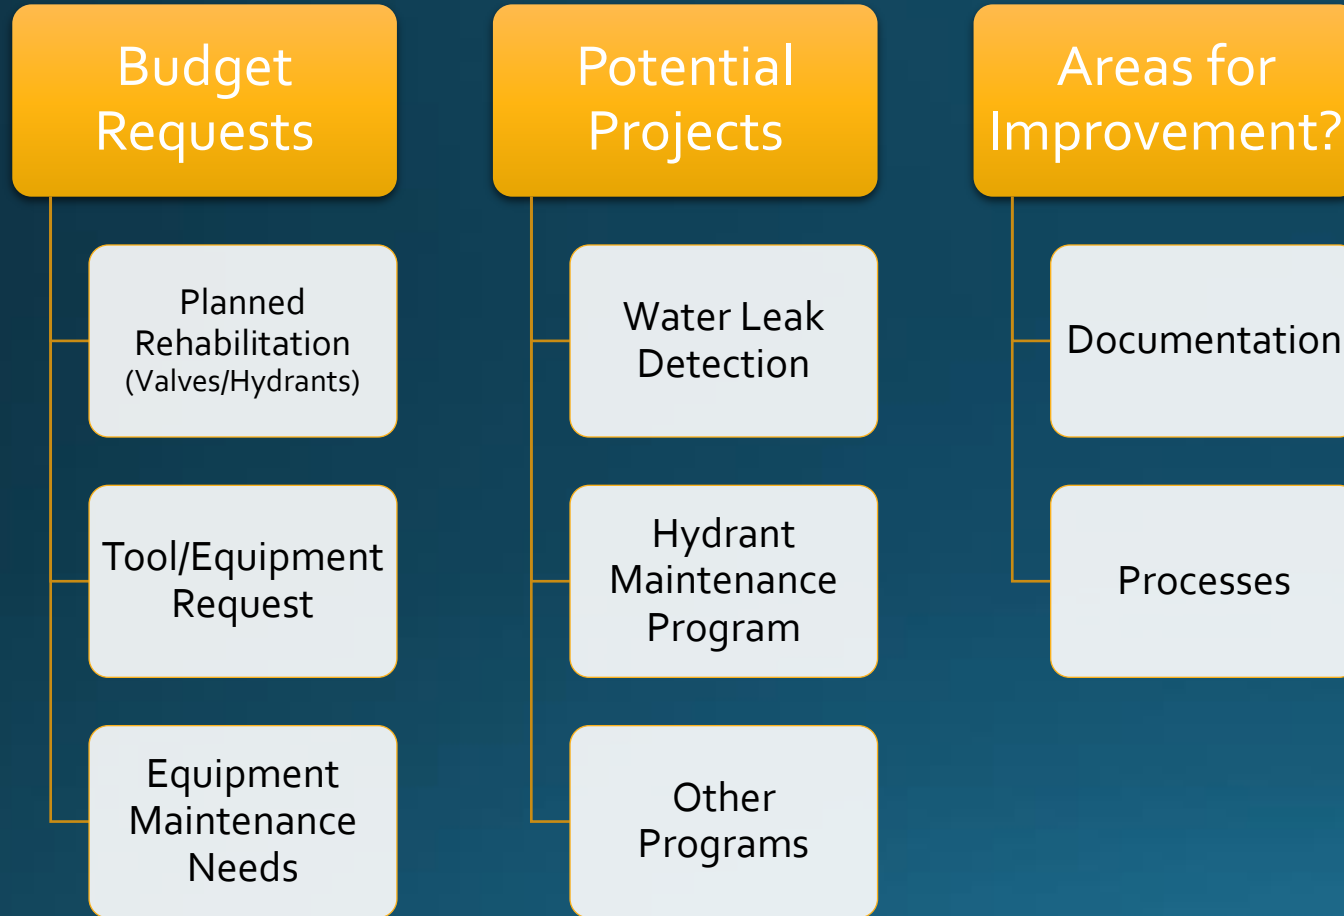 Budget
Requests
Planned
Rehabilitation
(Valves/Hydrants)
Tool/Equipment
Request
Equipment
Maintenance
Needs
Potential
Projects
Water Leak
Detection
Hydrant
Maintenance
Program
Other
Programs
Areas for
Improvement?
Documentation
Processes